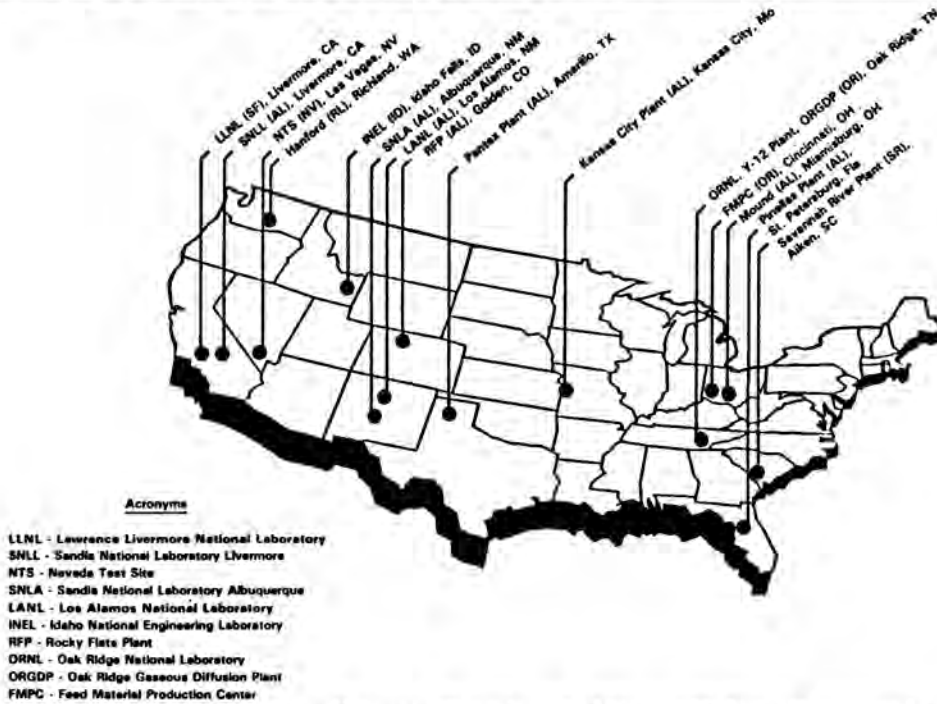 LLNL (SF), Livermore, CA
SNLL (AL), Livermore, CA
NTS (NV), Las Vegas, NV
Hanford (RL), Richland, WA
INEL (ID), Idaho Falls, ID
SNLA (AL), Albuquerque, NM
LANL (AL), Los Alamos, NM
RFP (AL), Golden, CO
Pantex Plant (AL), Amarillo, TX
Kansas City Plant (AL), Kansas City, Mo
ORNL, Y-12 Plant, ORGDP (OR), Oak Ridge, TN
FMPC (OR), Cincinnati, OH
Mound (AL), Miamisburg, OH
Pinellas Plant (AL),
St. Petersburg, Fla
Savannah River Plant (SR),
Aiken, SC
Acronyms
LLNL - Lawrence Livermore National Laboratory
SNLL - Sandia National Laboratory Livermore
NTS - Nevada Test Site
SNLA - Sandia National Laboratory Albuquerque
LANL - Los Alamos National Laboratory
INEL - Idaho National Engineering Laboratory
RFP - Rocky Flats Plant
ORNL - Oak Ridge National Laboratory
ORGDP - Oak Ridge Gaseous Diffusion Plant
FMPC - Feed Material Production Center